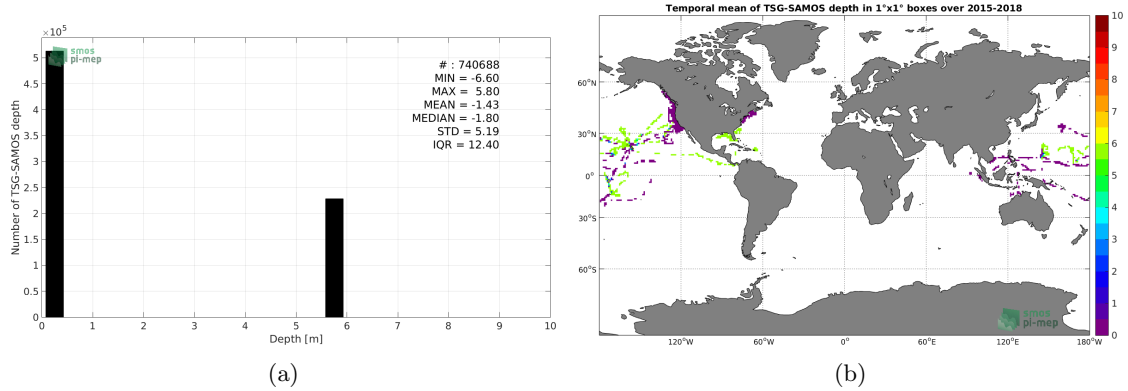 ×10⁵
5
4.5
4
3.5
3
2.5
2
1.5
1
0.5
0
Number of TSG-SAMOS depth
smos
pi-mep
# : 740688
MIN = -6.60
MAX = 5.80
MEAN = -1.43
MEDIAN = -1.80
STD = 5.19
IQR = 12.40
0 1 2 3 4 5 6 7 8 9 10
Depth [m]
(a)
Temporal mean of TSG-SAMOS depth in 1°x1° boxes over 2015-2018
60°N
30°N
15°N
0°
15°S
30°S
60°S
120°W 60°W 0° 60°E 120°E 180°W
smos
pi-mep
10
9
8
7
6
5
4
3
2
1
0
(b)